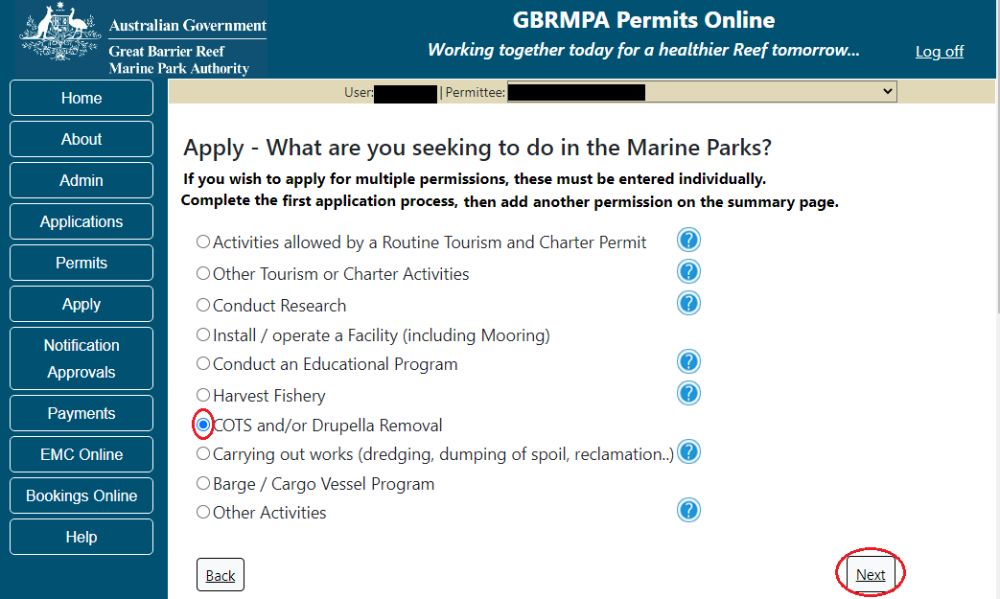 Australian Government
Great Barrier Reef
Marine Park Authority
GBRMPA Permits Online
Working together today for a healthier Reef tomorrow...
Log off
Home
About
Admin
Applications
Permits
Apply
Notification
Approvals
Payments
EMC Online
Bookings Online
Help
User: | Permittee:
Apply - What are you seeking to do in the Marine Parks?
If you wish to apply for multiple permissions, these must be entered individually.
Complete the first application process, then add another permission on the summary page.
Activities allowed by a Routine Tourism and Charter Permit ?
Other Tourism or Charter Activities ?
Conduct Research ?
Install / operate a Facility (including Mooring)
Conduct an Educational Program ?
Harvest Fishery ?
COTS and/or Drupella Removal
Carrying out works (dredging, dumping of spoil, reclamation..) ?
Barge / Cargo Vessel Program
Other Activities ?
Back
Next